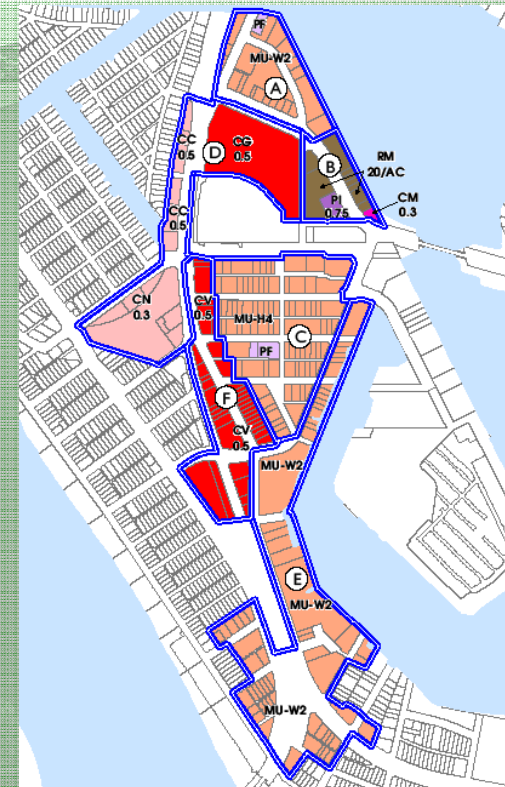 PF
MU-W2
A
CC
0.5
D
CG
0.5
B
RM
20/AC
PI
0.75
CM
0.3
CC
0.5
CN
0.3
CV
0.5
MU-H4
C
PF
F
CV
0.5
MU-W2
E
MU-W2
MU-W2